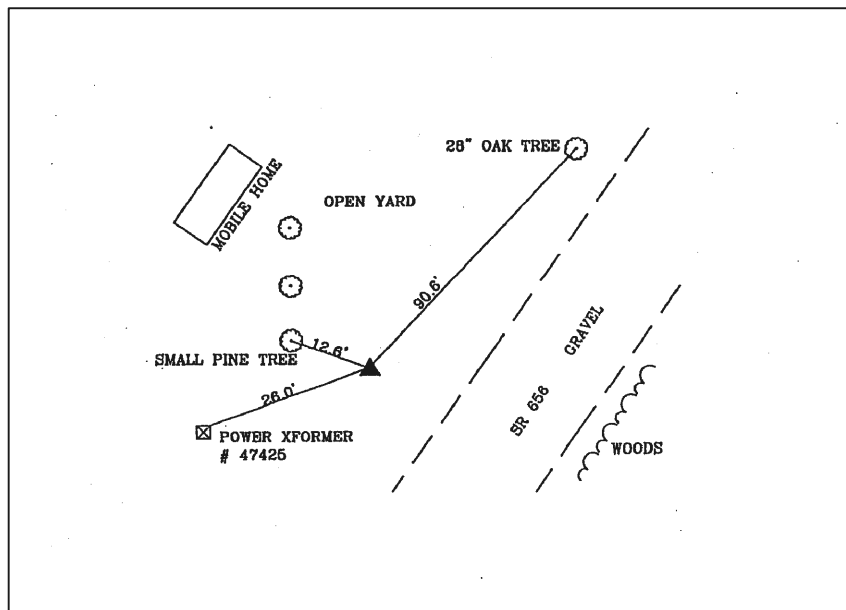 28" OAK TREE
MOBILE HOME
OPEN YARD
90.6'
12.6'
SMALL PINE TREE
26.0'
GRAVEL
SR 656
POWER XFORMER
# 47425
WOODS